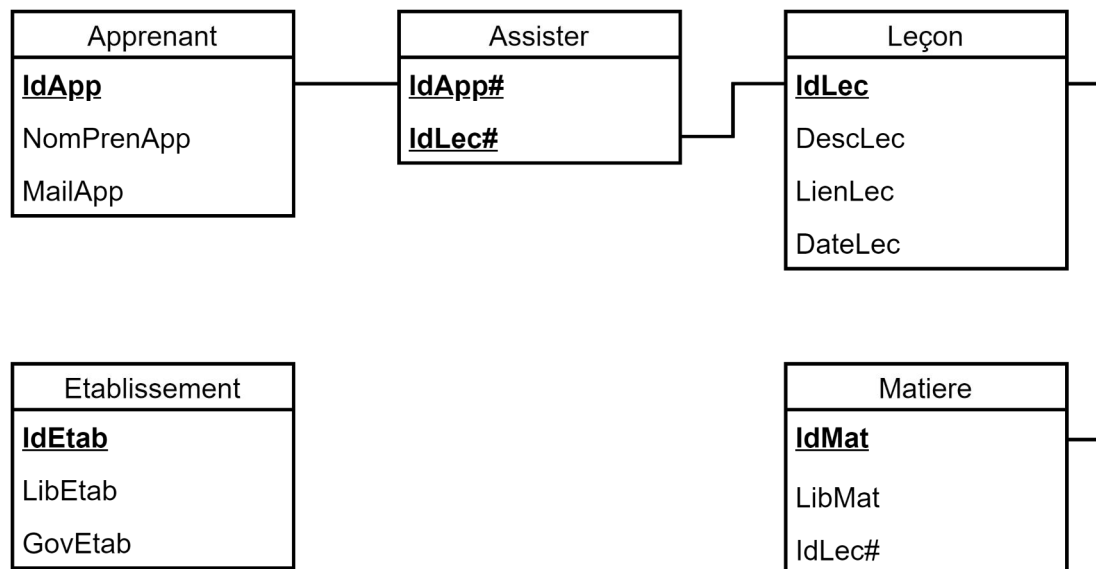 Apprenant
IdApp
NomPrenApp
MailApp
Assister
IdApp#
IdLec#
Leçon
IdLec
DescLec
LienLec
DateLec
Etablissement
IdEtab
LibEtab
GovEtab
Matiere
IdMat
LibMat
IdLec#